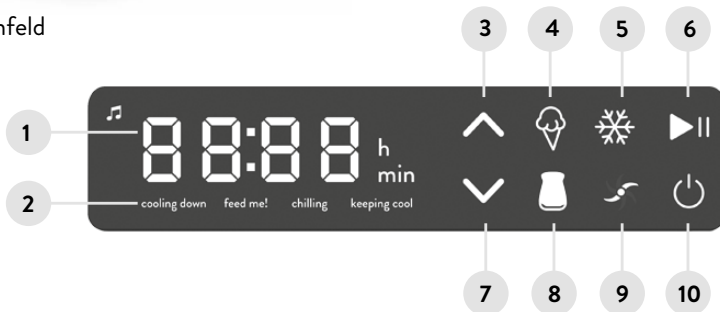 nfeld
3 4 5 6
1
88:88
h
min
2
cooling down feed me! chilling keeping cool
7 8 9 10